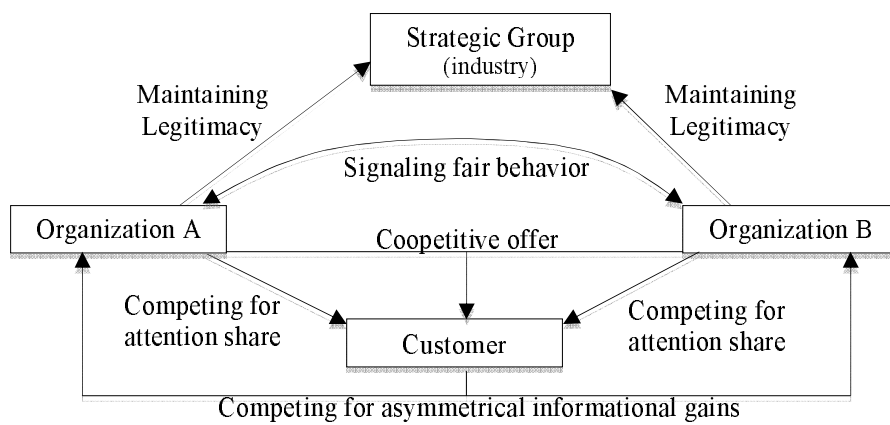 Strategic Group
(industry)
Maintaining
Legitimacy
Maintaining
Legitimacy
Signaling fair behavior
Organization A
Organization B
Coopetitive offer
Competing for
attention share
Competing for
attention share
Customer
Competing for asymmetrical informational gains